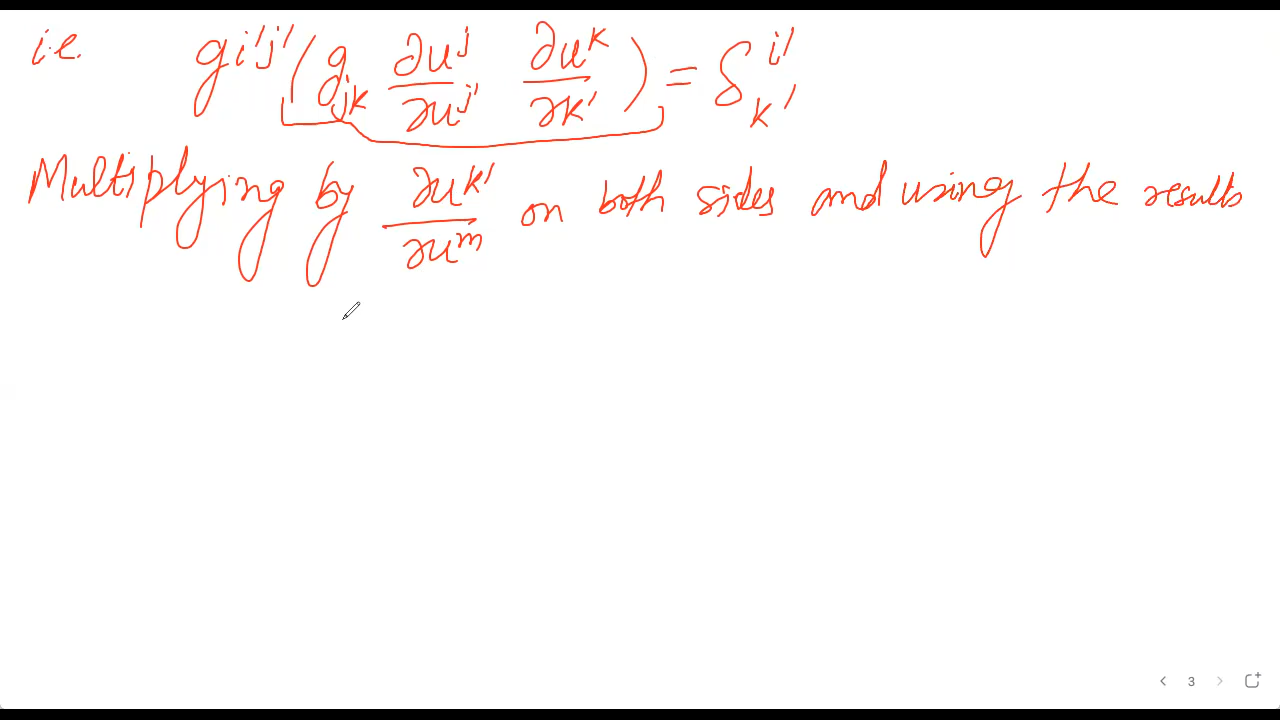 i.e. g^{i'j'} (g_{jk} ∂u^j/∂u^{j'} ∂u^k/∂k') = δ^{i'}_{k'}
Multiplying by ∂u^{k'}/∂u^m on both sides and using the results
3